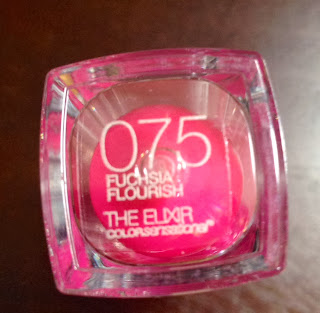 075
FUCHSIA
FLOURISH
THE ELIXIR
COLORsensational®